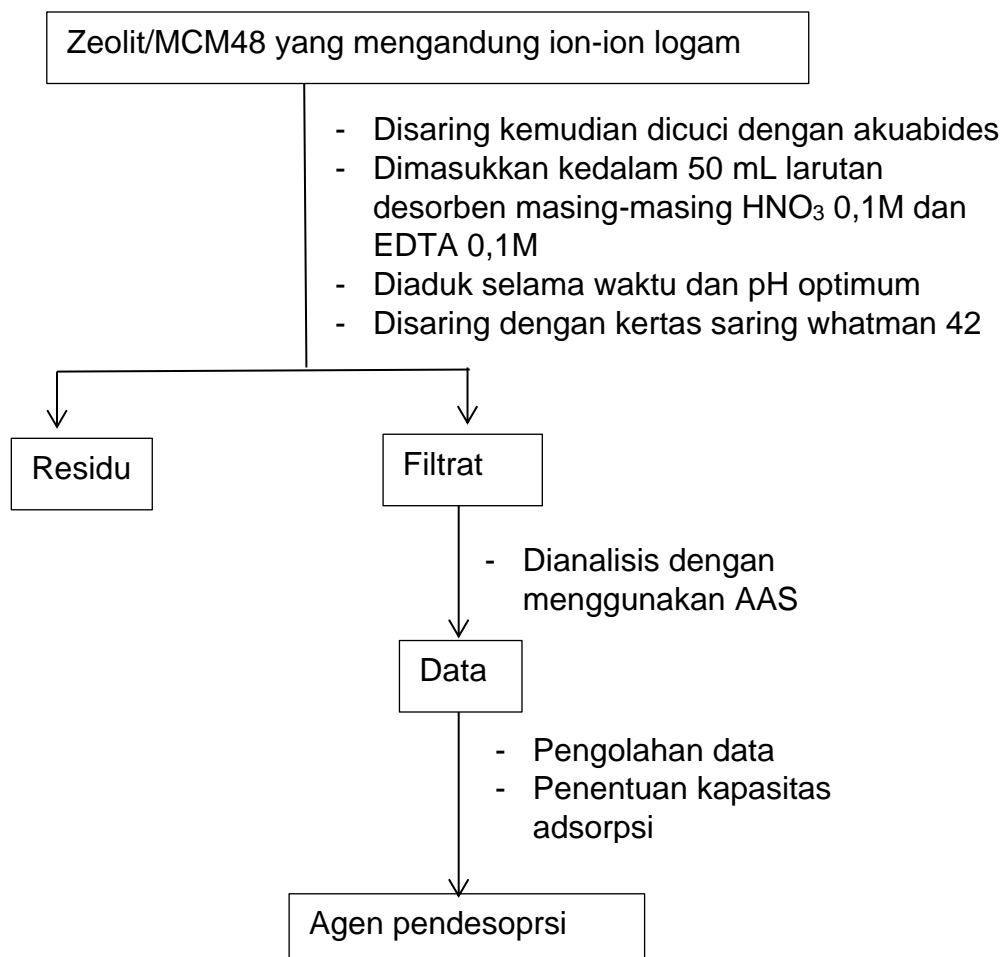 Zeolit/MCM48 yang mengandung ion-ion logam
- Disaring kemudian dicuci dengan akuabides
- Dimasukkan kedalam 50 mL larutan
desorben masing-masing HNO₃ 0,1M dan
EDTA 0,1M
- Diaduk selama waktu dan pH optimum
- Disaring dengan kertas saring whatman 42
Residu
Filtrat
- Dianalisis dengan
menggunakan AAS
Data
- Pengolahan data
- Penentuan kapasitas
adsorpsi
Agen pendesoprsi